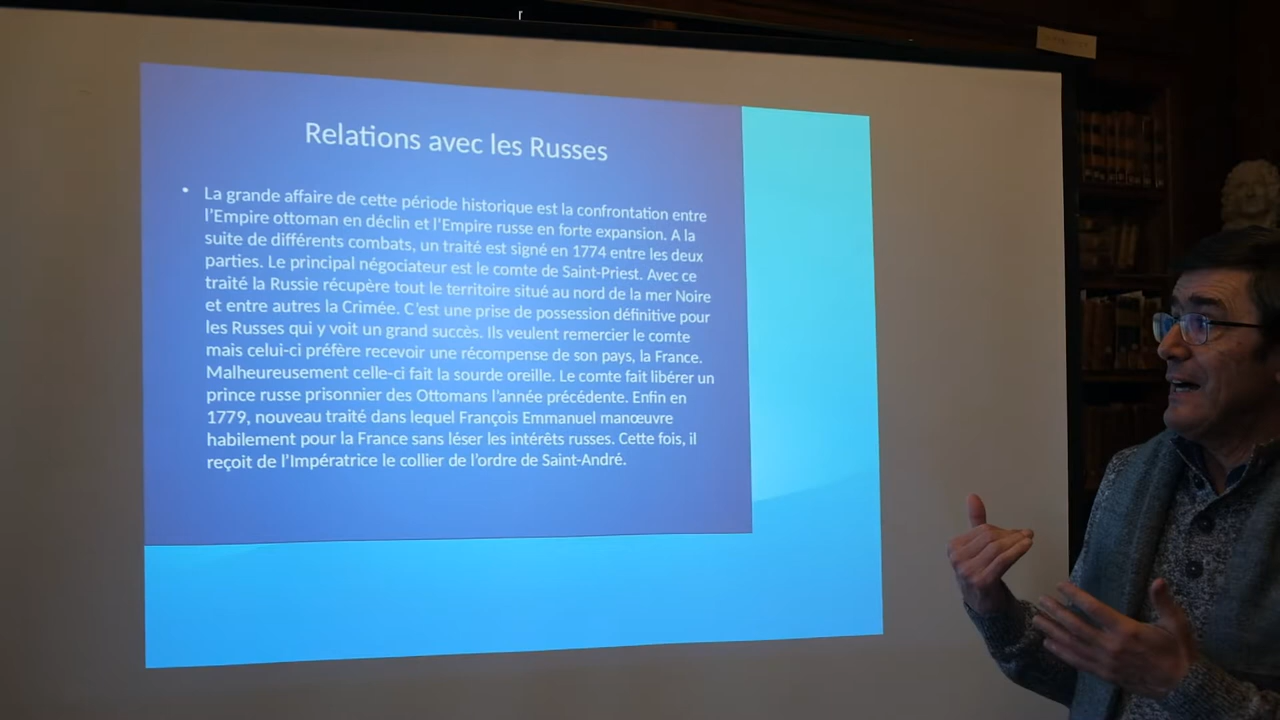 Relations avec les Russes
• La grande affaire de cette période historique est la confrontation entre
l'Empire ottoman en déclin et l'Empire russe en forte expansion. A la
suite de différents combats, un traité est signé en 1774 entre les deux
parties. Le principal négociateur est le comte de Saint-Priest. Avec ce
traité la Russie récupère tout le territoire situé au nord de la mer Noire
et entre autres la Crimée. C'est une prise de possession définitive pour
les Russes qui y voit un grand succès. Ils veulent remercier le comte
mais celui-ci préfère recevoir une récompense de son pays, la France.
Malheureusement celle-ci fait la sourde oreille. Le comte fait libérer un
prince russe prisonnier des Ottomans l'année précédente. Enfin en
1779, nouveau traité dans lequel François Emmanuel manœuvre
habilement pour la France sans léser les intérêts russes. Cette fois, il
reçoit de l'Impératrice le collier de l'ordre de Saint-André.